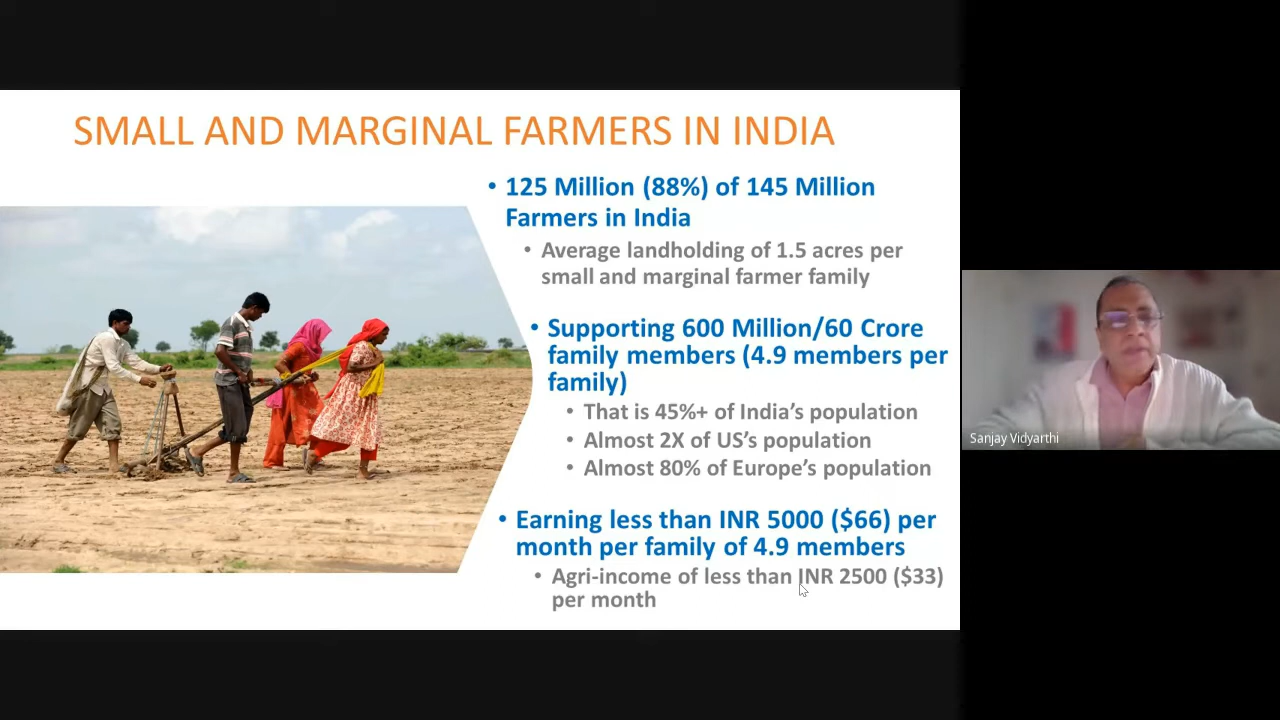 SMALL AND MARGINAL FARMERS IN INDIA
• 125 Million (88%) of 145 Million
Farmers in India
• Average landholding of 1.5 acres per
small and marginal farmer family
• Supporting 600 Million/60 Crore
family members (4.9 members per
family)
• That is 45%+ of India’s population
• Almost 2X of US’s population
• Almost 80% of Europe’s population
• Earning less than INR 5000 ($66) per
month per family of 4.9 members
• Agri-income of less than INR 2500 ($33)
per month
Sanjay Vidyarthi